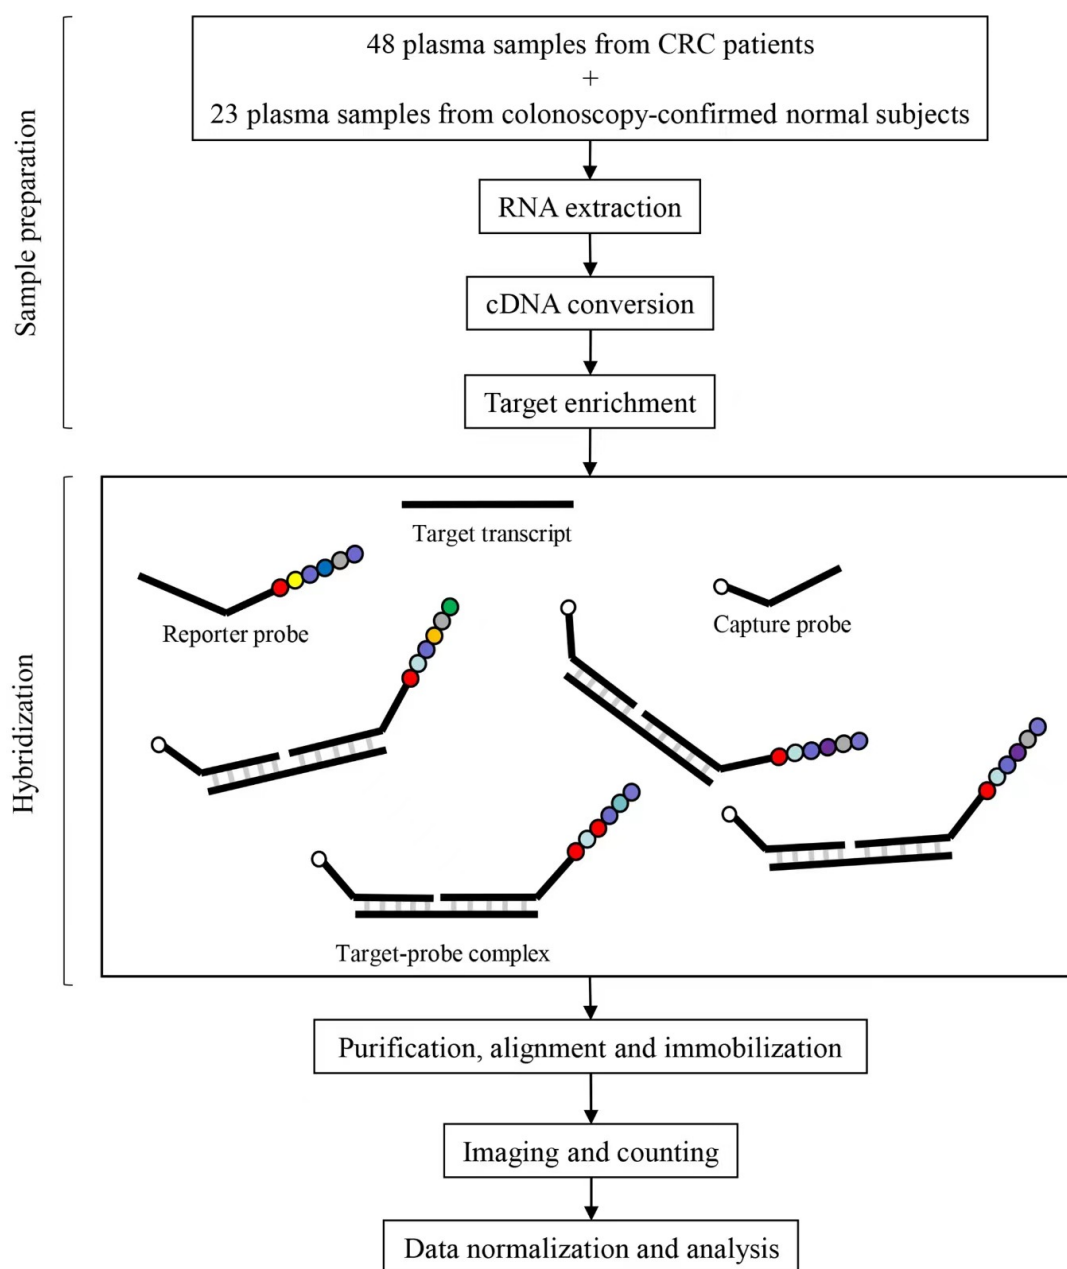 48 plasma samples from CRC patients
+
23 plasma samples from colonoscopy-confirmed normal subjects
Sample preparation
RNA extraction
cDNA conversion
Target enrichment
Hybridization
Target transcript
Reporter probe
Capture probe
Target-probe complex
Purification, alignment and immobilization
Imaging and counting
Data normalization and analysis